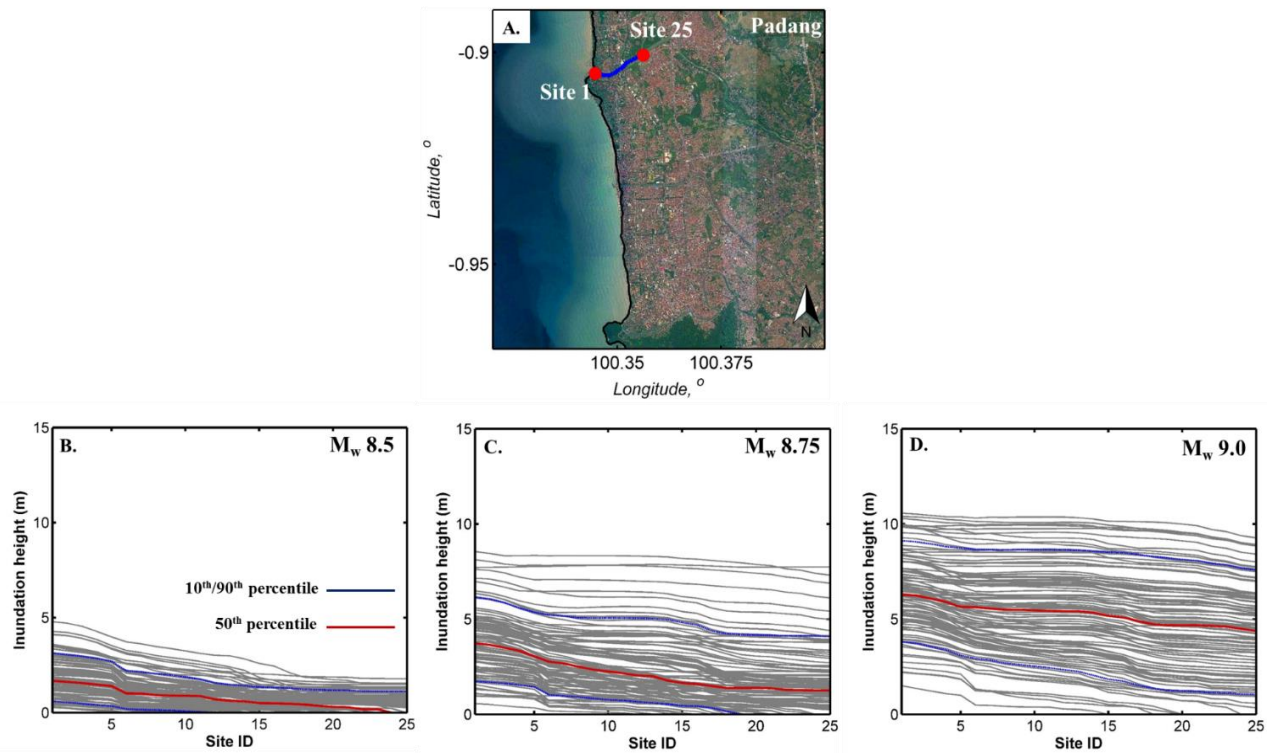 A.
Padang
Site 25
Site 1
-0.9
-0.95
Latitude, °
N
100.35 100.375
Longitude, °
B. M_w 8.5
15
10
5
0
Inundation height (m)
10th/90th percentile
50th percentile
5 10 15 20 25
Site ID
C. M_w 8.75
15
10
5
0
Inundation height (m)
5 10 15 20 25
Site ID
D. M_w 9.0
15
10
5
0
Inundation height (m)
5 10 15 20 25
Site ID